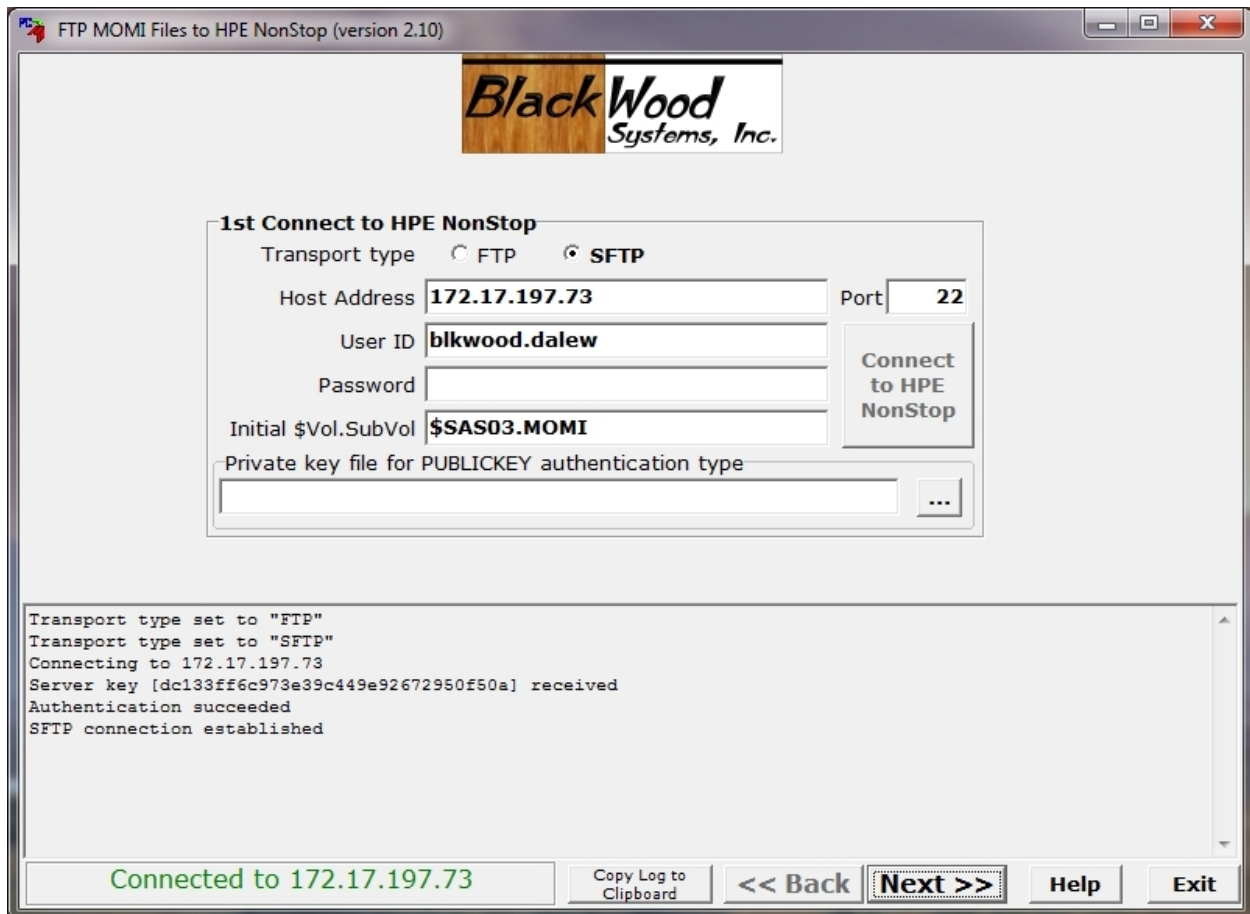 FTP MOMI Files to HPE NonStop (version 2.10)
BlackWood
Systems, Inc.
1st Connect to HPE NonStop
Transport type FTP SFTP
Host Address 172.17.197.73 Port 22
User ID blkwood.dalew
Password
Initial $Vol.SubVol $SAS03.MOMI
Connect
to HPE
NonStop
Private key file for PUBLICKEY authentication type
...
Transport type set to "FTP"
Transport type set to "SFTP"
Connecting to 172.17.197.73
Server key [dc133ff6c973e39c449e92672950f50a] received
Authentication succeeded
SFTP connection established
Connected to 172.17.197.73
Copy Log to
Clipboard
<< Back
Next >>
Help
Exit